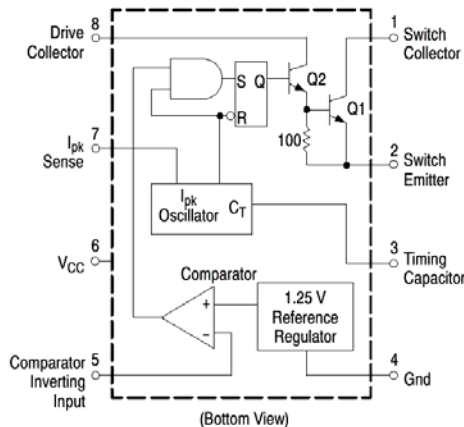 8
Drive
Collector
1
Switch
Collector
S Q
Q2
R
Q1
100
7
Ipk
Sense
2
Switch
Emitter
Ipk
Oscillator
CT
6
VCC
3
Timing
Capacitor
Comparator
+
−
1.25 V
Reference
Regulator
5
Comparator
Inverting
Input
4
Gnd
(Bottom View)